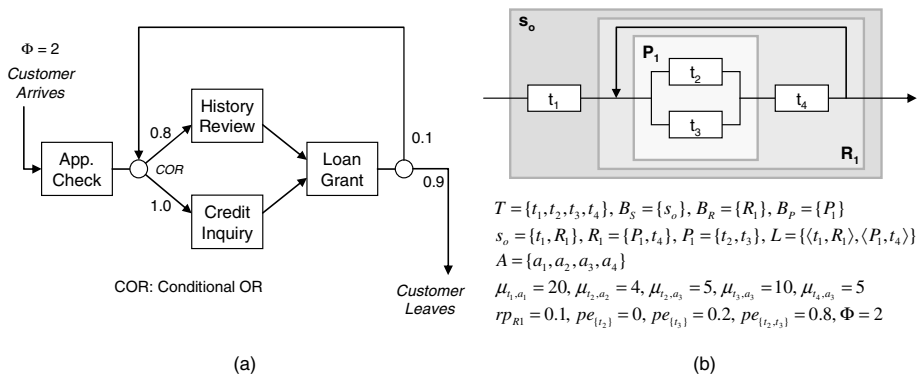 Φ = 2
Customer
Arrives
App.
Check
0.8
COR
1.0
History
Review
Credit
Inquiry
Loan
Grant
0.1
0.9
Customer
Leaves
COR: Conditional OR
(a)
s_o
P_1
t_1
t_2
t_3
t_4
R_1
T = {t_1, t_2, t_3, t_4}, B_S = {s_o}, B_R = {R_1}, B_P = {P_1}
s_o = {t_1, R_1}, R_1 = {P_1, t_4}, P_1 = {t_2, t_3}, L = {⟨t_1, R_1⟩, ⟨P_1, t_4⟩}
A = {a_1, a_2, a_3, a_4}
μ_{t_1,a_1} = 20, μ_{t_2,a_2} = 4, μ_{t_2,a_3} = 5, μ_{t_3,a_3} = 10, μ_{t_4,a_3} = 5
rp_{R1} = 0.1, pe_{{t_2}} = 0, pe_{{t_3}} = 0.2, pe_{{t_2,t_3}} = 0.8, Φ = 2
(b)